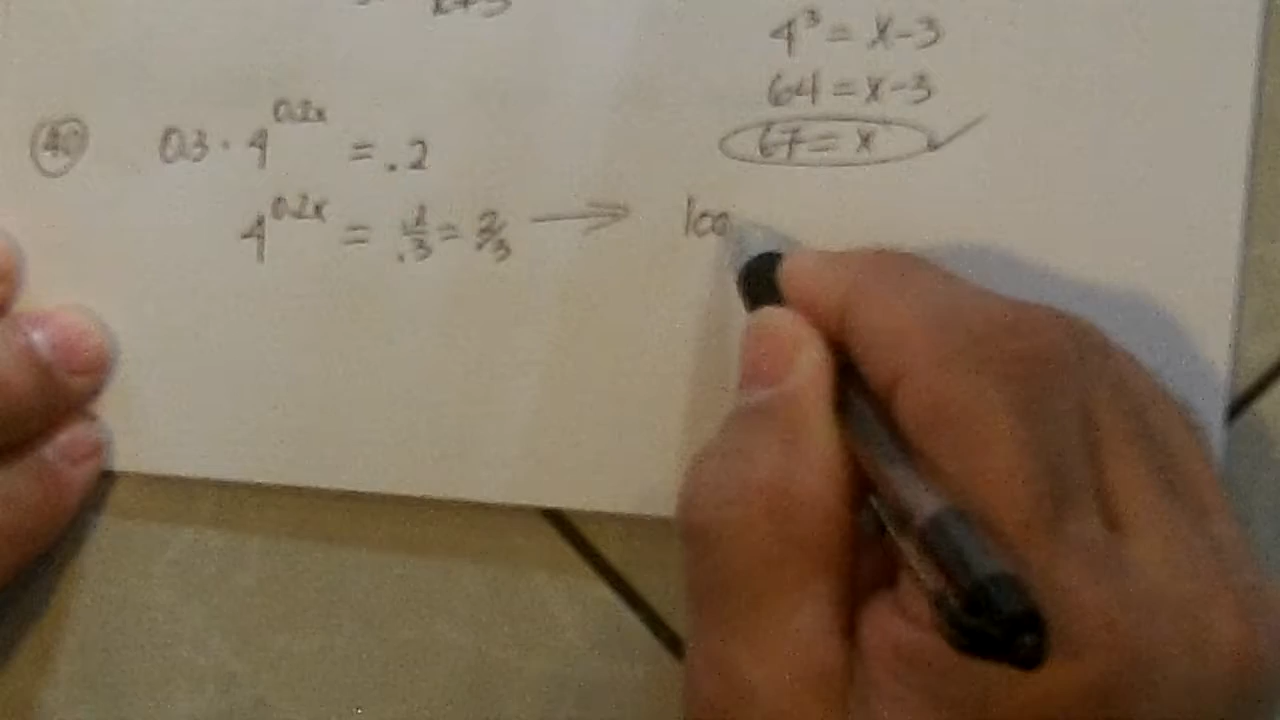 4³ = x-3
64 = x-3
67 = x
0.3 · 4^0.2x = .2
4^0.2x = .2/.3 = 2/3 → log